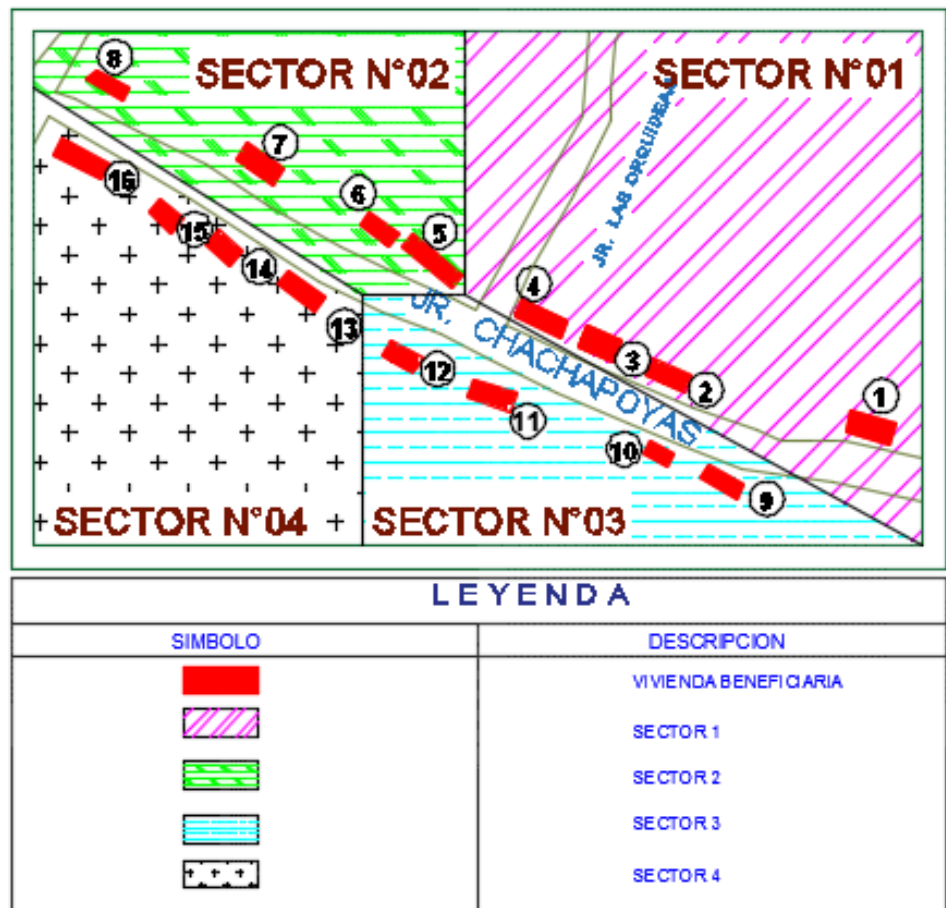 SECTOR N°02
SECTOR N°01
8
7
6
5
16
15
14
13
JR. LAS ORQUIDEAS
4
3
2
1
JR. CHACHAPOYAS
12
11
10
9
SECTOR N°04
SECTOR N°03
LEYENDA
SIMBOLO
DESCRIPCION
VIVIENDA BENEFICIARIA
SECTOR 1
SECTOR 2
SECTOR 3
SECTOR 4